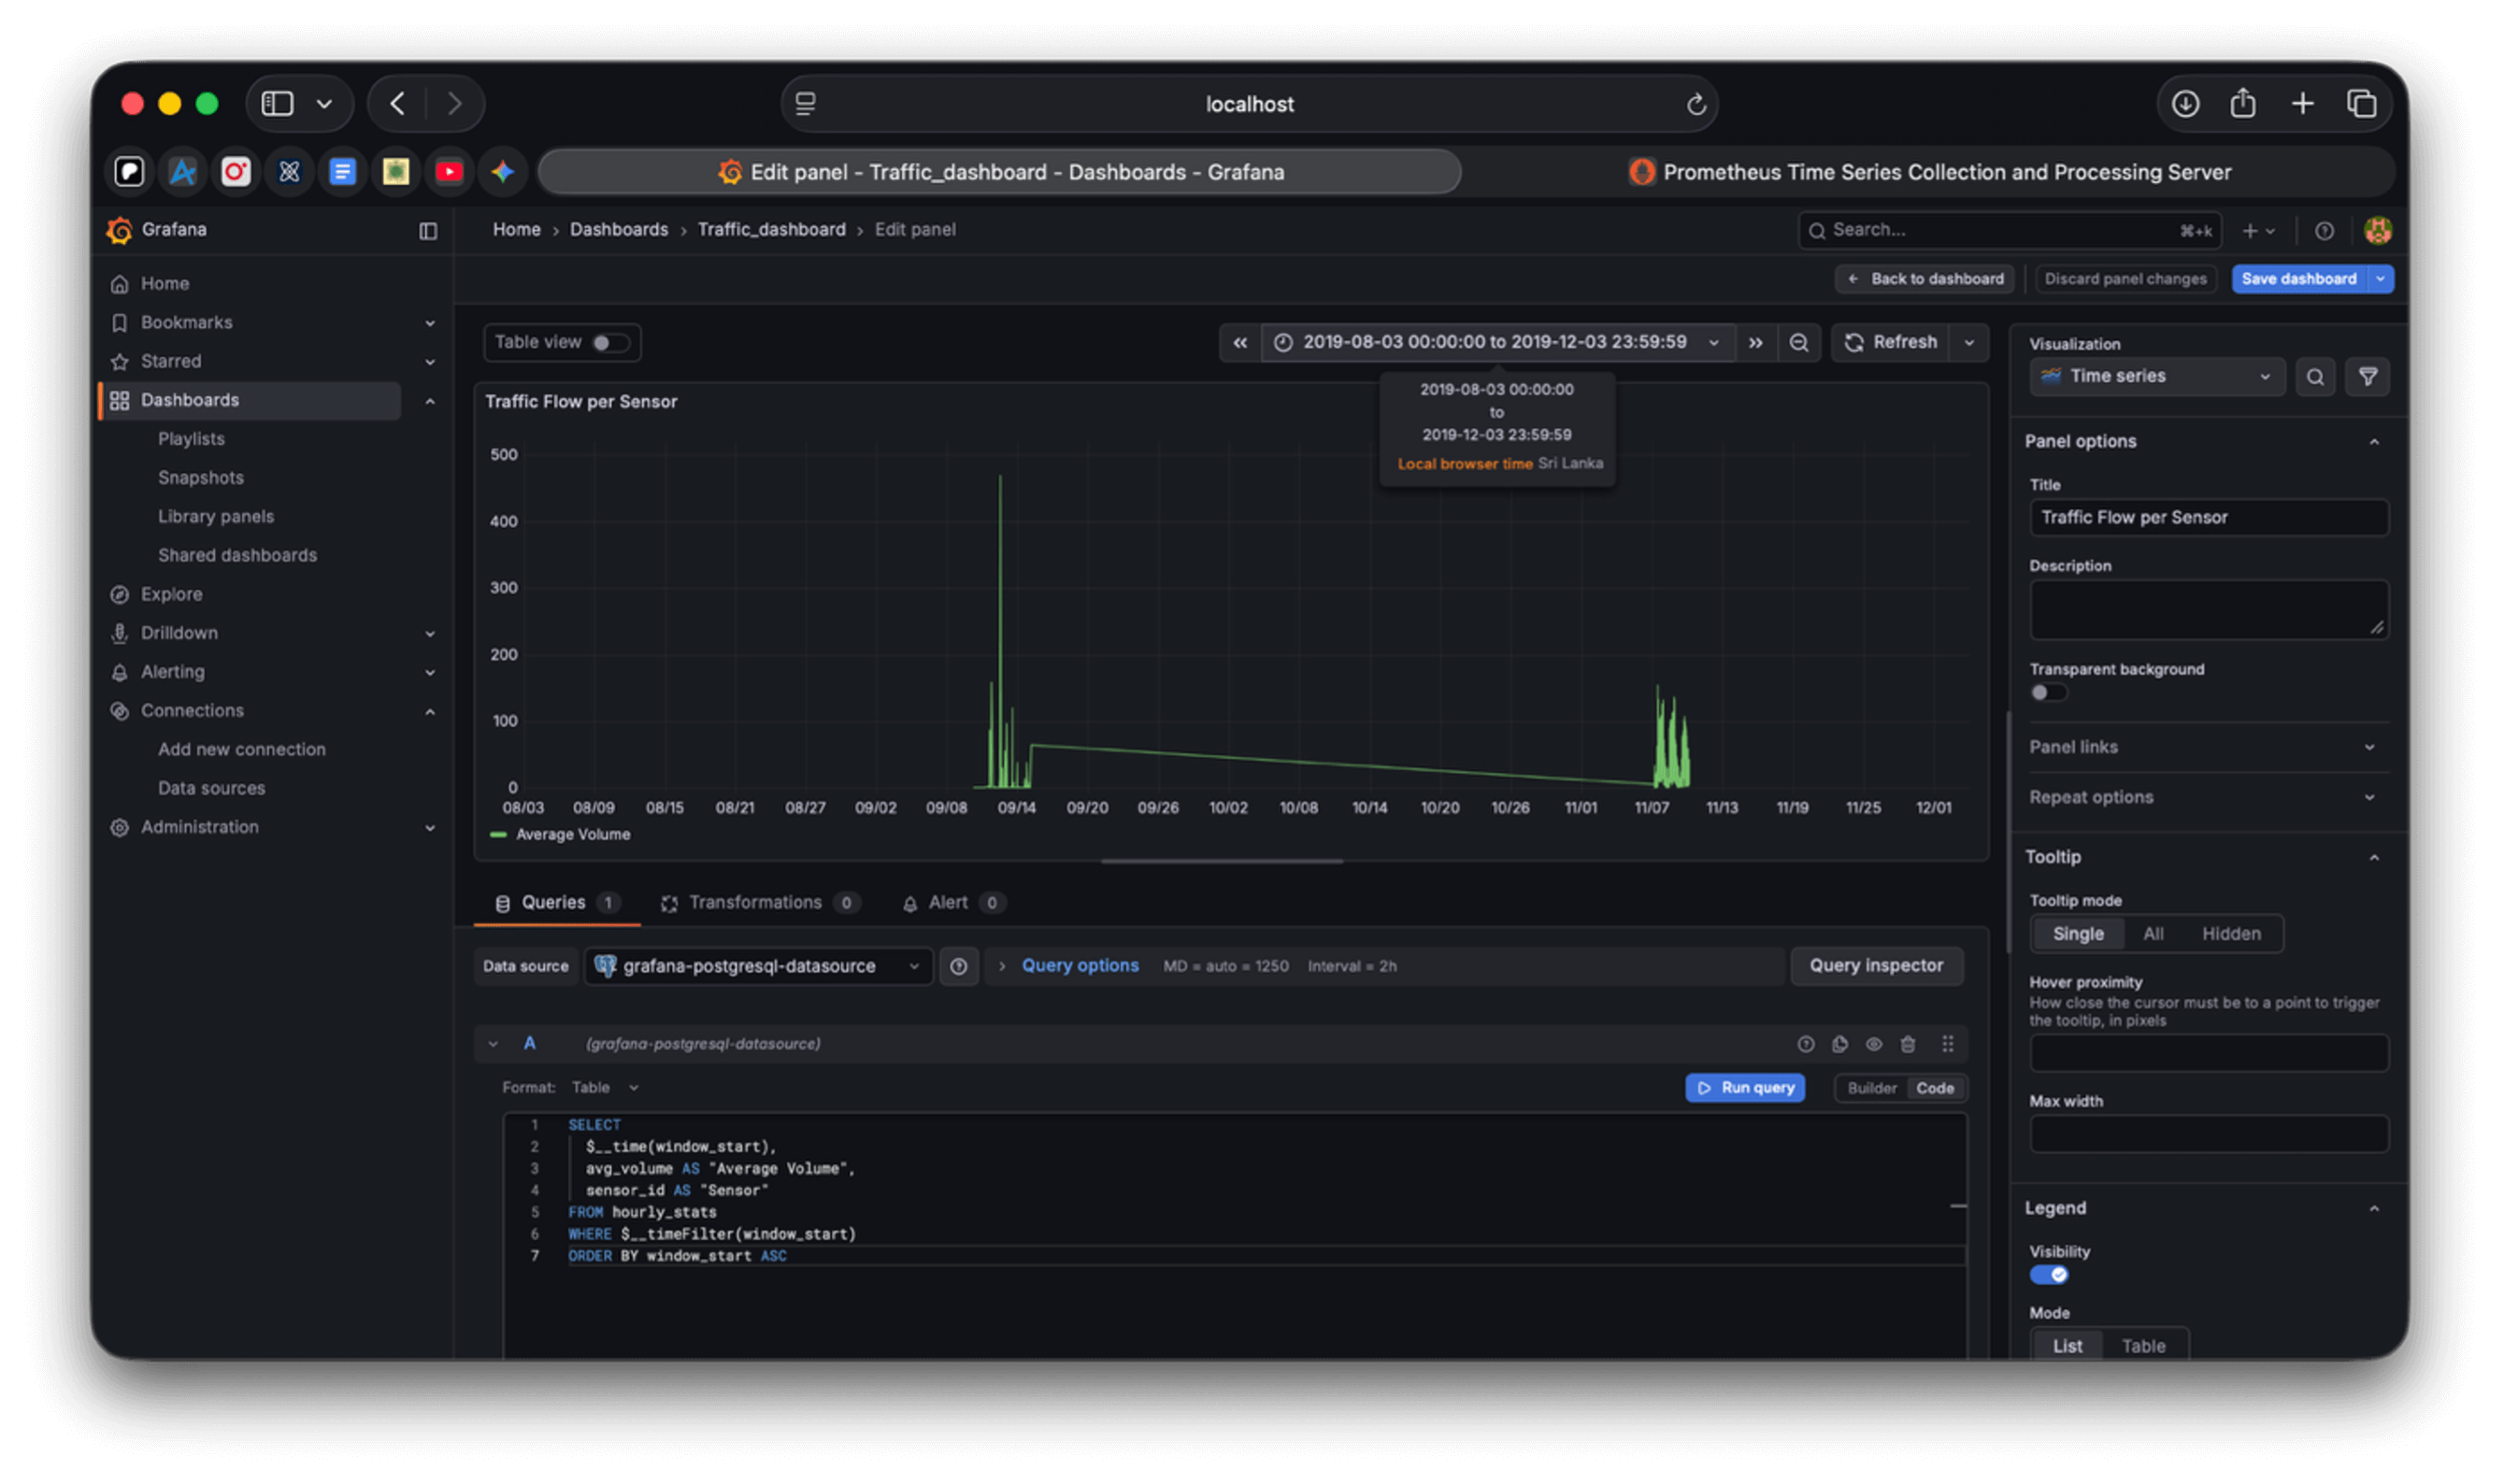 localhost
Edit panel - Traffic_dashboard - Dashboards - Grafana
Prometheus Time Series Collection and Processing Server
Grafana
Home › Dashboards › Traffic_dashboard › Edit panel
Search...
⌘+k
Back to dashboard
Discard panel changes
Save dashboard
Home
Bookmarks
Starred
Dashboards
Playlists
Snapshots
Library panels
Shared dashboards
Explore
Drilldown
Alerting
Connections
Add new connection
Data sources
Administration
Table view
2019-08-03 00:00:00 to 2019-12-03 23:59:59
Refresh
2019-08-03 00:00:00
to
2019-12-03 23:59:59
Local browser time Sri Lanka
Traffic Flow per Sensor
500
400
300
200
100
0
08/03 08/09 08/15 08/21 08/27 09/02 09/08 09/14 09/20 09/26 10/02 10/08 10/14 10/20 10/26 11/01 11/07 11/13 11/19 11/25 12/01
Average Volume
Queries 1
Transformations 0
Alert 0
Data source
grafana-postgresql-datasource
Query options
MD = auto = 1250
Interval = 2h
Query inspector
A
(grafana-postgresql-datasource)
Format: Table
Run query
Builder
Code
1 SELECT
2 $__time(window_start),
3 avg_volume AS "Average Volume",
4 sensor_id AS "Sensor"
5 FROM hourly_stats
6 WHERE $__timeFilter(window_start)
7 ORDER BY window_start ASC
Visualization
Time series
Panel options
Title
Traffic Flow per Sensor
Description
Transparent background
Panel links
Repeat options
Tooltip
Tooltip mode
Single
All
Hidden
Hover proximity
How close the cursor must be to a point to trigger
the tooltip, in pixels
Max width
Legend
Visibility
Mode
List
Table